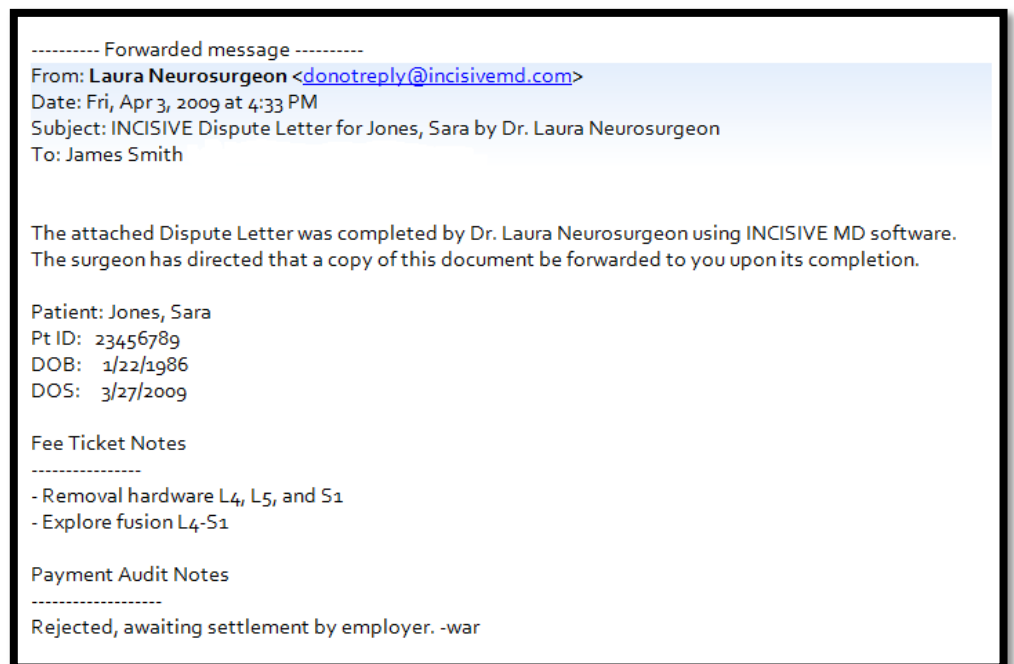 ---------- Forwarded message ----------
From: Laura Neurosurgeon <donotreply@incisivemd.com>
Date: Fri, Apr 3, 2009 at 4:33 PM
Subject: INCISIVE Dispute Letter for Jones, Sara by Dr. Laura Neurosurgeon
To: James Smith
The attached Dispute Letter was completed by Dr. Laura Neurosurgeon using INCISIVE MD software.
The surgeon has directed that a copy of this document be forwarded to you upon its completion.
Patient: Jones, Sara
Pt ID: 23456789
DOB: 1/22/1986
DOS: 3/27/2009
Fee Ticket Notes
----------------
- Removal hardware L4, L5, and S1
- Explore fusion L4-S1
Payment Audit Notes
-------------------
Rejected, awaiting settlement by employer. -war